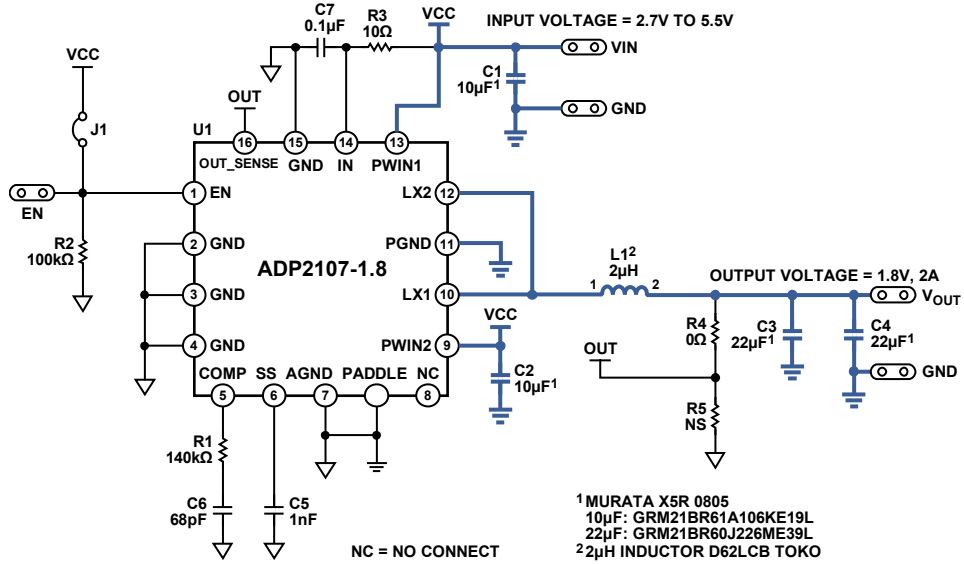 C7
0.1µF
R3
10Ω
VCC
INPUT VOLTAGE = 2.7V TO 5.5V
VIN
C1
10µF¹
GND
VCC
J1
OUT
U1
16
15
14
13
OUT_SENSE
GND
IN
PWIN1
EN
1
EN
R2
100kΩ
2
GND
3
GND
4
GND
ADP2107-1.8
LX2
12
PGND
11
LX1
10
PWIN2
9
COMP
SS
AGND
PADDLE
NC
5
6
7
8
L1²
2µH
1
2
OUTPUT VOLTAGE = 1.8V, 2A
VOUT
VCC
C2
10µF¹
OUT
R4
0Ω
R5
NS
C3
22µF¹
C4
22µF¹
GND
R1
140kΩ
C6
68pF
C5
1nF
NC = NO CONNECT
¹ MURATA X5R 0805
10µF: GRM21BR61A106KE19L
22µF: GRM21BR60J226ME39L
² 2µH INDUCTOR D62LCB TOKO